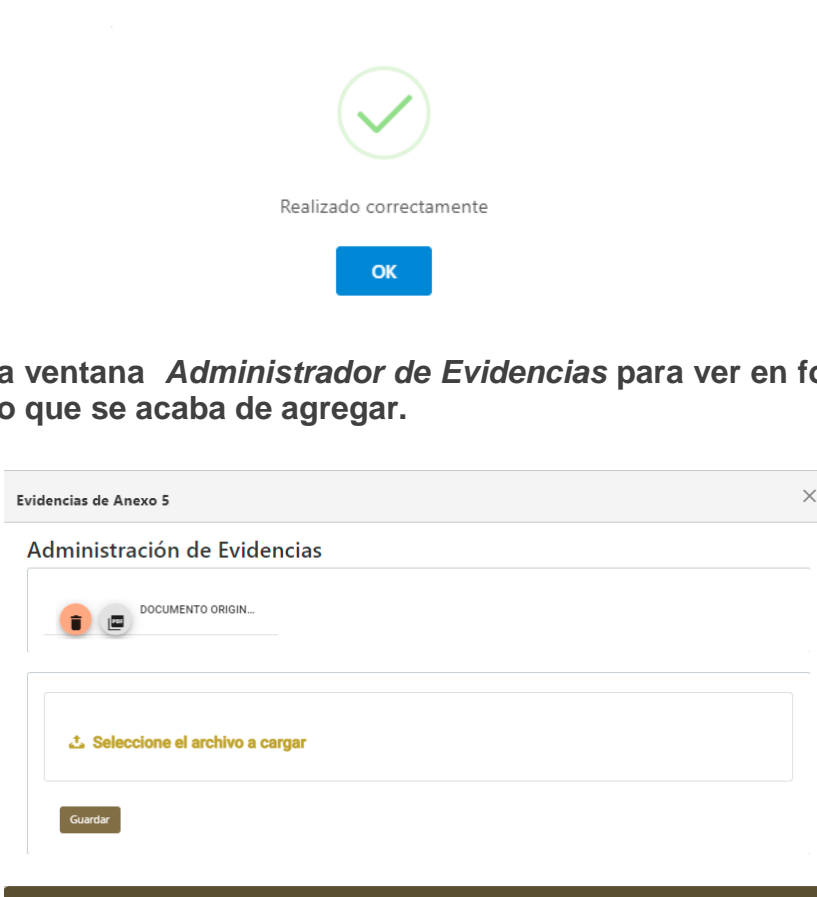 Realizado correctamente
OK
a ventana Administrador de Evidencias para ver en fo
o que se acaba de agregar.
Evidencias de Anexo 5
Administración de Evidencias
DOCUMENTO ORIGIN...
PDF
Seleccione el archivo a cargar
Guardar